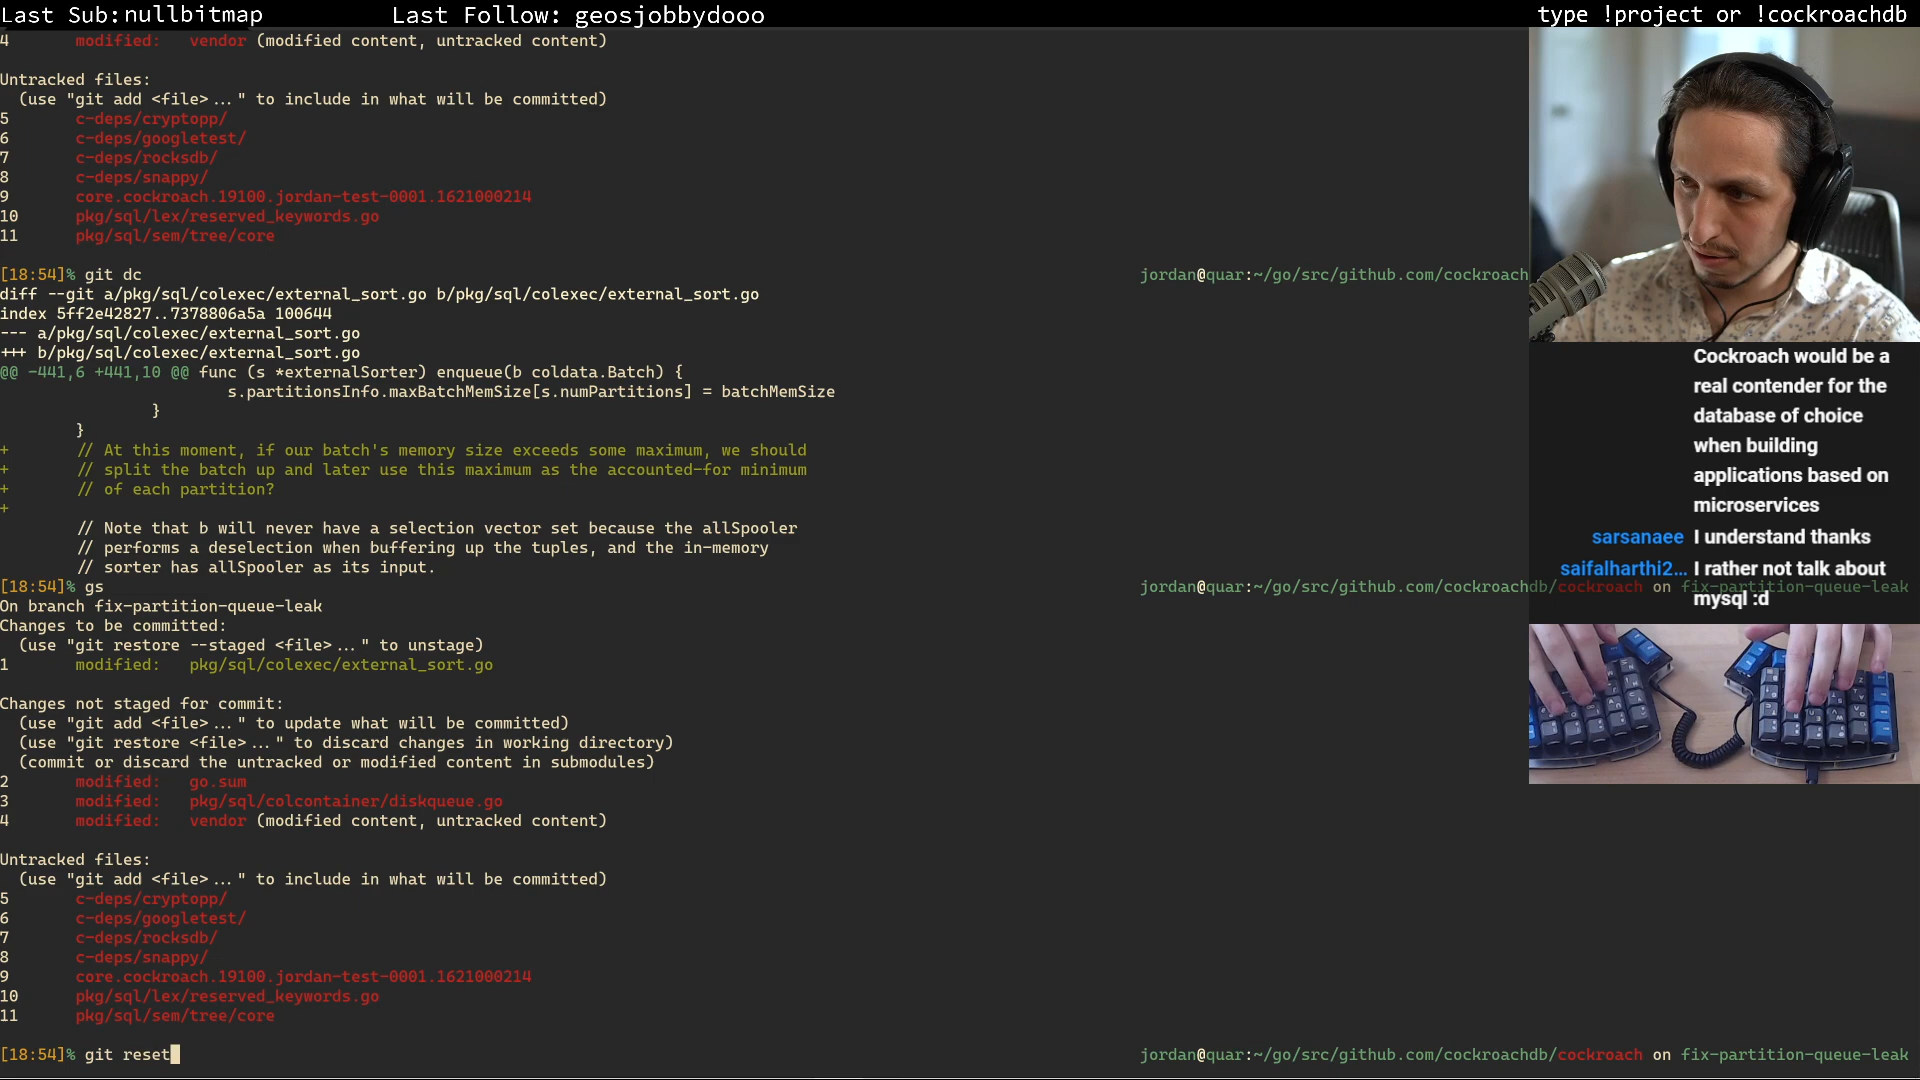 Last Sub:nullbitmap
Last Follow: geosjobbydooo
type !project or !cockroachdb
4 modified: vendor (modified content, untracked content)
Untracked files:
(use "git add <file>..." to include in what will be committed)
5 c-deps/cryptopp/
6 c-deps/googletest/
7 c-deps/rocksdb/
8 c-deps/snappy/
9 core.cockroach.19100.jordan-test-0001.1621000214
10 pkg/sql/lex/reserved_keywords.go
11 pkg/sql/sem/tree/core
[18:54]% git dc jordan@quar:~/go/src/github.com/cockroach
diff --git a/pkg/sql/colexec/external_sort.go b/pkg/sql/colexec/external_sort.go
index 5ff2e42827..7378806a5a 100644
--- a/pkg/sql/colexec/external_sort.go
+++ b/pkg/sql/colexec/external_sort.go
@@ -441,6 +441,10 @@ func (s *externalSorter) enqueue(b coldata.Batch) {
s.partitionsInfo.maxBatchMemSize[s.numPartitions] = batchMemSize
}
}
+ // At this moment, if our batch's memory size exceeds some maximum, we should
+ // split the batch up and later use this maximum as the accounted-for minimum
+ // of each partition?
+
// Note that b will never have a selection vector set because the allSpooler
// performs a deselection when buffering up the tuples, and the in-memory
// sorter has allSpooler as its input.
[18:54]% gs jordan@quar:~/go/src/github.com/cockroachdb/cockroach on fix-partition-queue-leak
On branch fix-partition-queue-leak
Changes to be committed:
(use "git restore --staged <file>..." to unstage)
1 modified: pkg/sql/colexec/external_sort.go
Changes not staged for commit:
(use "git add <file>..." to update what will be committed)
(use "git restore <file>..." to discard changes in working directory)
(commit or discard the untracked or modified content in submodules)
2 modified: go.sum
3 modified: pkg/sql/colcontainer/diskqueue.go
4 modified: vendor (modified content, untracked content)
Untracked files:
(use "git add <file>..." to include in what will be committed)
5 c-deps/cryptopp/
6 c-deps/googletest/
7 c-deps/rocksdb/
8 c-deps/snappy/
9 core.cockroach.19100.jordan-test-0001.1621000214
10 pkg/sql/lex/reserved_keywords.go
11 pkg/sql/sem/tree/core
[18:54]% git reset jordan@quar:~/go/src/github.com/cockroachdb/cockroach on fix-partition-queue-leak
Cockroach would be a
real contender for the
database of choice
when building
applications based on
microservices
sarsanaee I understand thanks
saifalharthi2... I rather not talk about
mysql :d